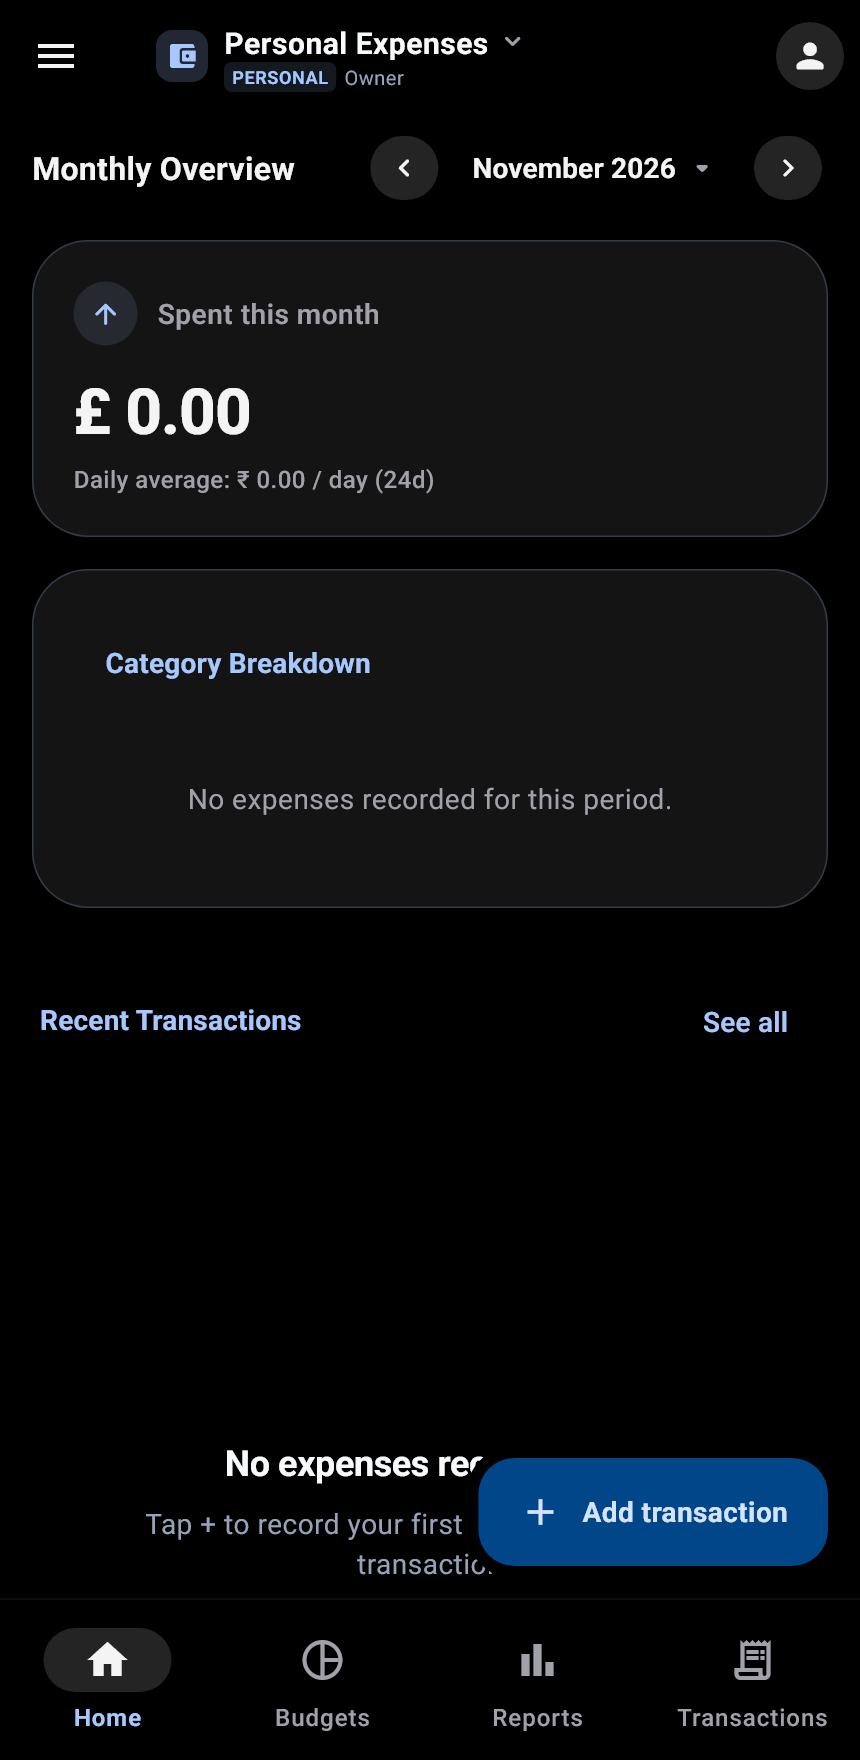 Personal Expenses
PERSONAL Owner
Monthly Overview
November 2026
Spent this month
£ 0.00
Daily average: ₹ 0.00 / day (24d)
Category Breakdown
No expenses recorded for this period.
Recent Transactions
See all
No expenses
Tap + to record your first
Add transaction
Home
Budgets
Reports
Transactions